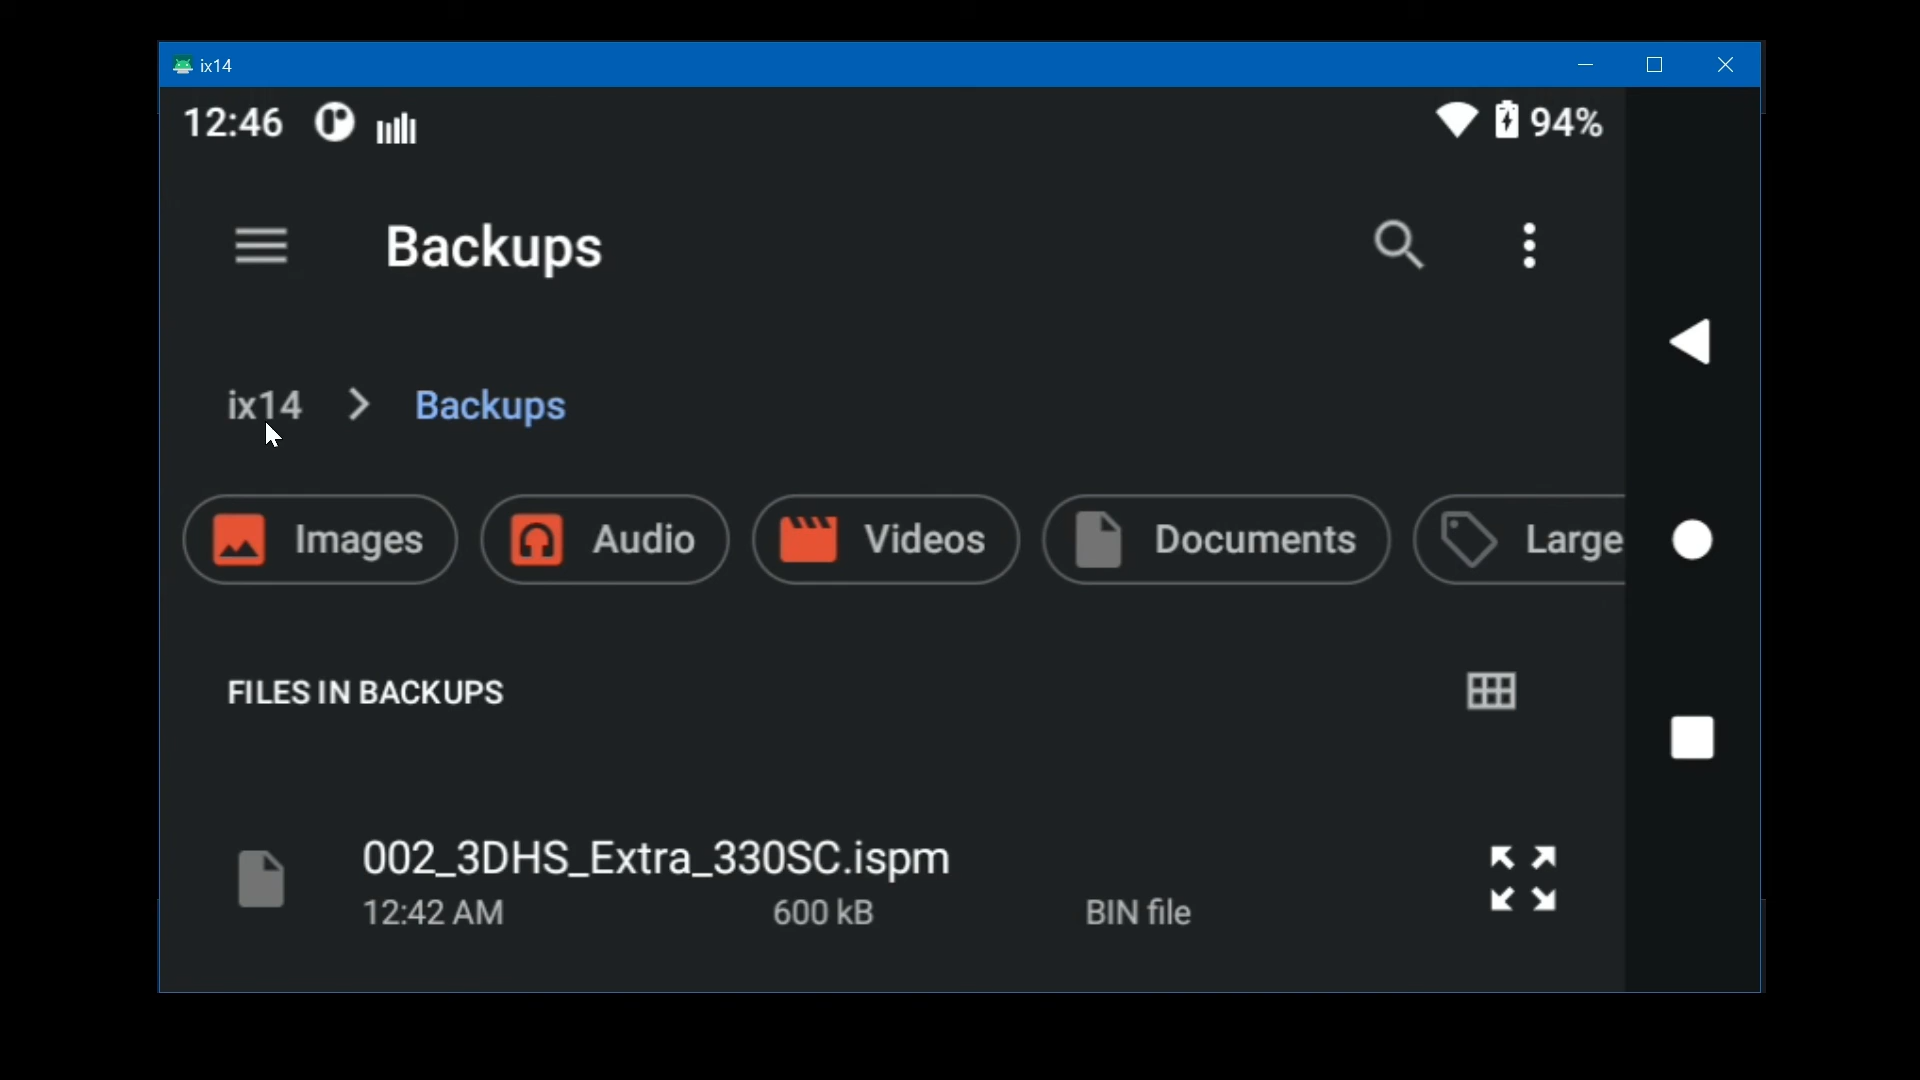 ix14
12:46 94%
Backups
ix14 > Backups
Images Audio Videos Documents Large
FILES IN BACKUPS
002_3DHS_Extra_330SC.ispm
12:42 AM 600 kB BIN file